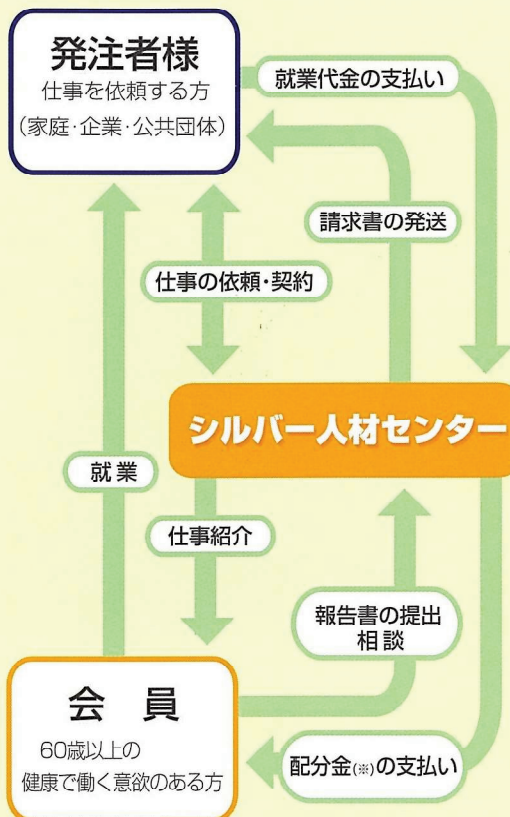 発注者様
仕事を依頼する方
(家庭・企業・公共団体)
就業代金の支払い
請求書の発送
仕事の依頼・契約
シルバー人材センター
就業
仕事紹介
報告書の提出
相談
会員
60歳以上の
健康で働く意欲のある方
配分金(※)の支払い